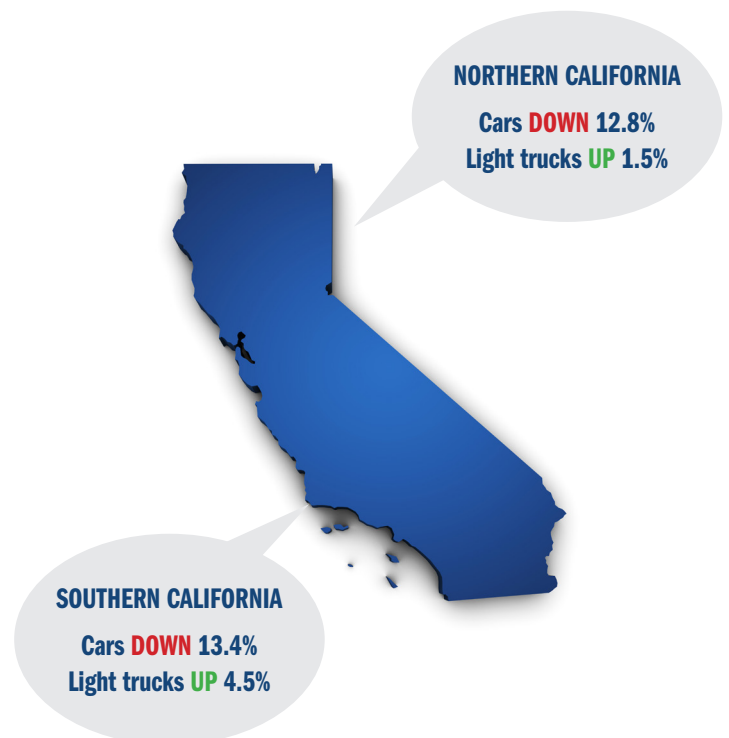 NORTHERN CALIFORNIA
Cars DOWN 12.8%
Light trucks UP 1.5%
SOUTHERN CALIFORNIA
Cars DOWN 13.4%
Light trucks UP 4.5%